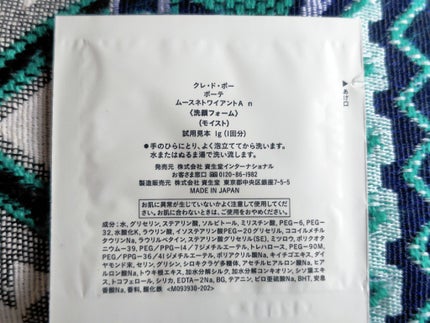 クレ・ド・ポー
ボーテ
ムースネトワイアントA n
〈洗顔フォーム〉
(モイスト)
試用見本 1g(1回分)
▲あけ口
●手のひらにとり、よく泡立ててから洗います。
水またはぬるま湯で洗い流します。
発売元 株式会社 資生堂インターナショナル
お客さま窓口 0120-86-1982
製造販売元 株式会社 資生堂 東京都中央区銀座7-5-5
MADE IN JAPAN
お肌に異常が生じていないかよく注意してご使用ください。
お肌に合わないときは、ご使用をおやめください。
成分:水,グリセリン,ステアリン酸,ソルビトール,ミリスチン酸,PEG-6,PEG-
32,水酸化K,ラウリン酸,イソステアリン酸PEG-20グリセリル,ココイルメチル
タウリンNa,ラウリルベタイン,ステアリン酸グリセリル(SE),ミツロウ,ポリクオタ
ニウム-39,PEG/PPG-14/7ジメチルエーテル,トレハロース,PEG-90M,
PEG/PPG-36/41ジメチルエーテル,ポリアクリル酸Na,キイチゴエキス,ダイ
ヤモンド末,セリン,グリシン,シロキクラゲ多糖体,アセチルヒアルロン酸Na,ヒア
ルロン酸Na,トウキ根エキス,加水分解シルク,加水分解コンキオリン,シソ葉エキ
ス,トコフェロール,シリカ,EDTA-2Na,BG,テアニン,ピロ亜硫酸Na,BHT,安息
香酸Na,香料,酸化鉄 <M093936-202>